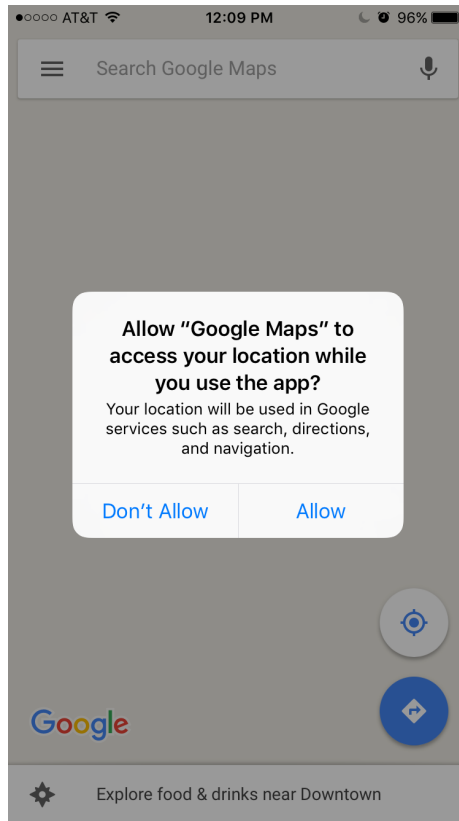 AT&T 12:09 PM 96%
Search Google Maps
Allow “Google Maps” to
access your location while
you use the app?
Your location will be used in Google
services such as search, directions,
and navigation.
Don’t Allow Allow
Google
Explore food & drinks near Downtown